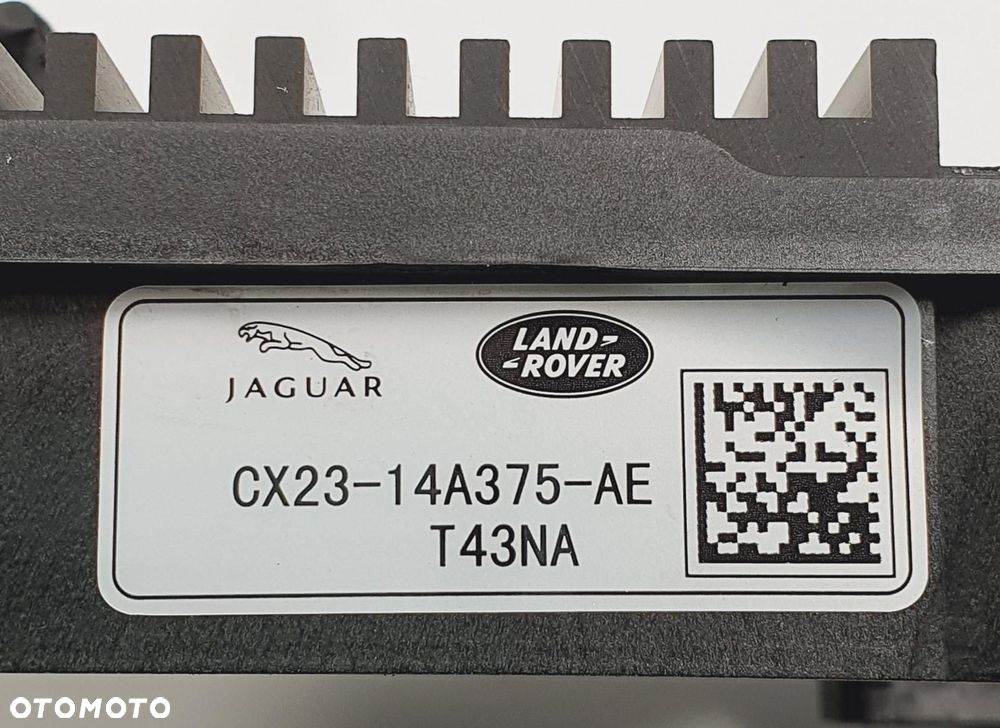 JAGUAR
LAND-
-ROVER
CX23-14A375-AE
T43NA
OTOMOTO